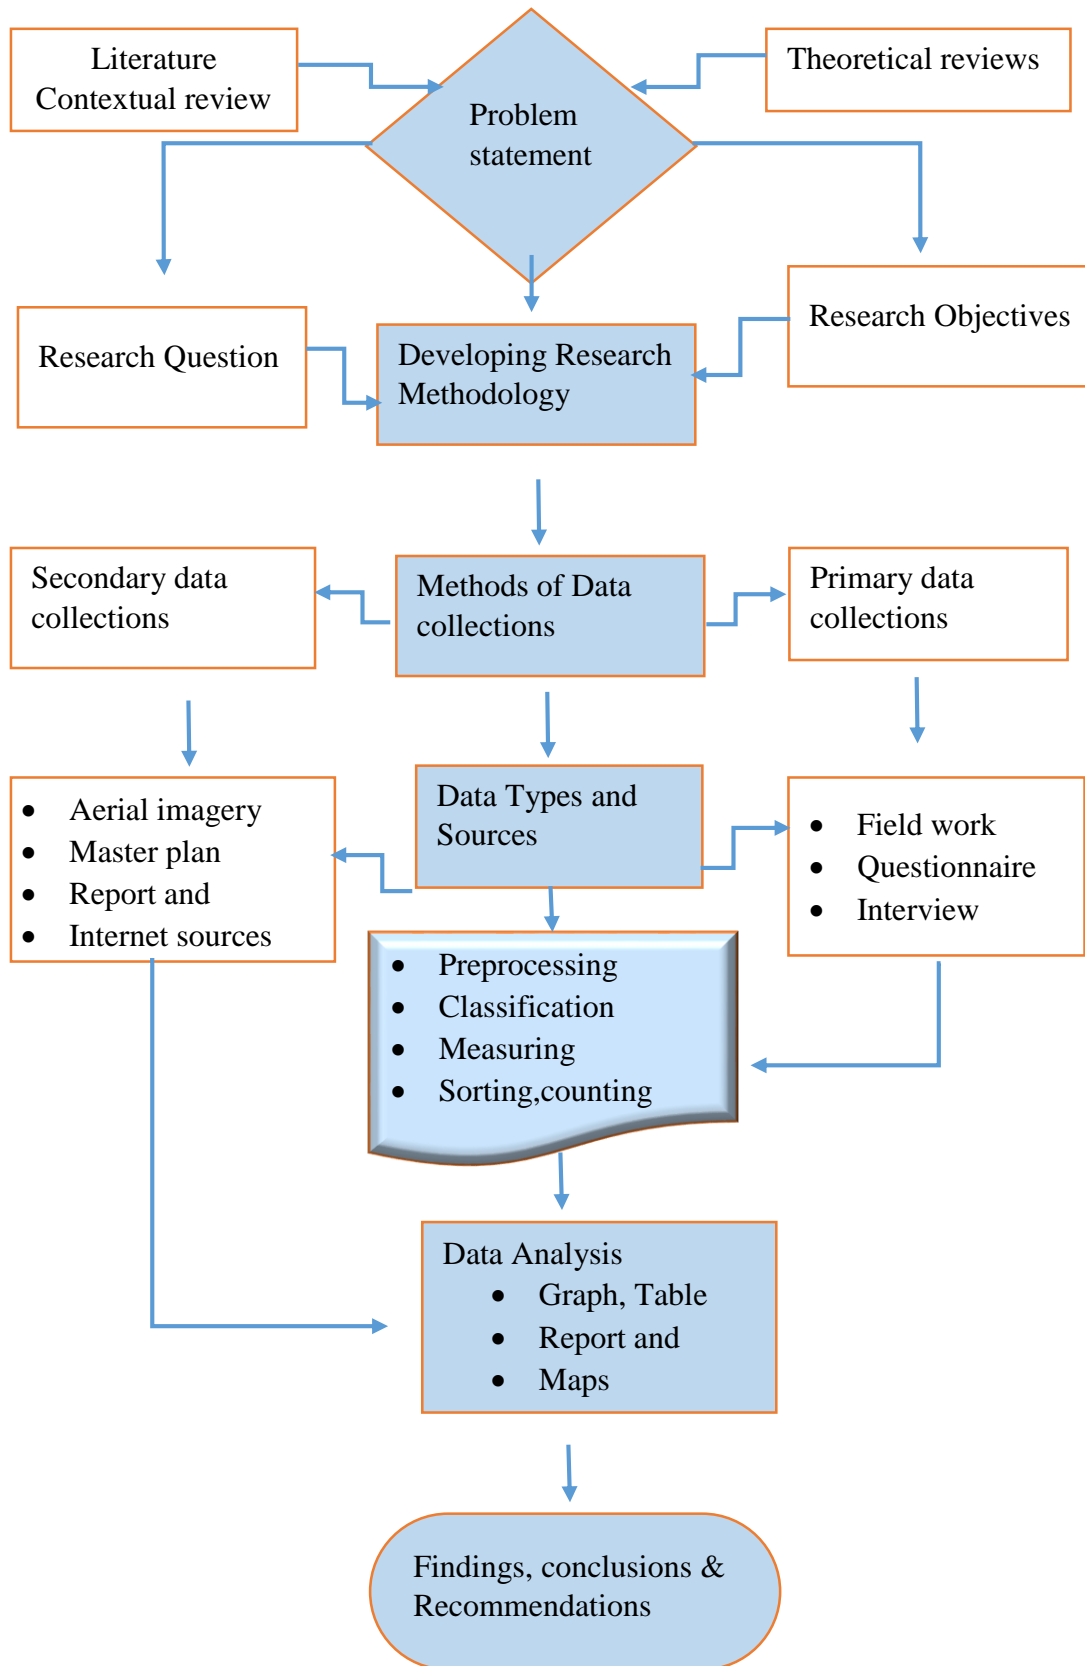 Literature
Contextual review
Theoretical reviews
Problem
statement
Research Question
Developing Research
Methodology
Research Objectives
Secondary data
collections
Methods of Data
collections
Primary data
collections
• Aerial imagery
• Master plan
• Report and
• Internet sources
Data Types and
Sources
• Field work
• Questionnaire
• Interview
• Preprocessing
• Classification
• Measuring
• Sorting,counting
Data Analysis
• Graph, Table
• Report and
• Maps
Findings, conclusions &
Recommendations